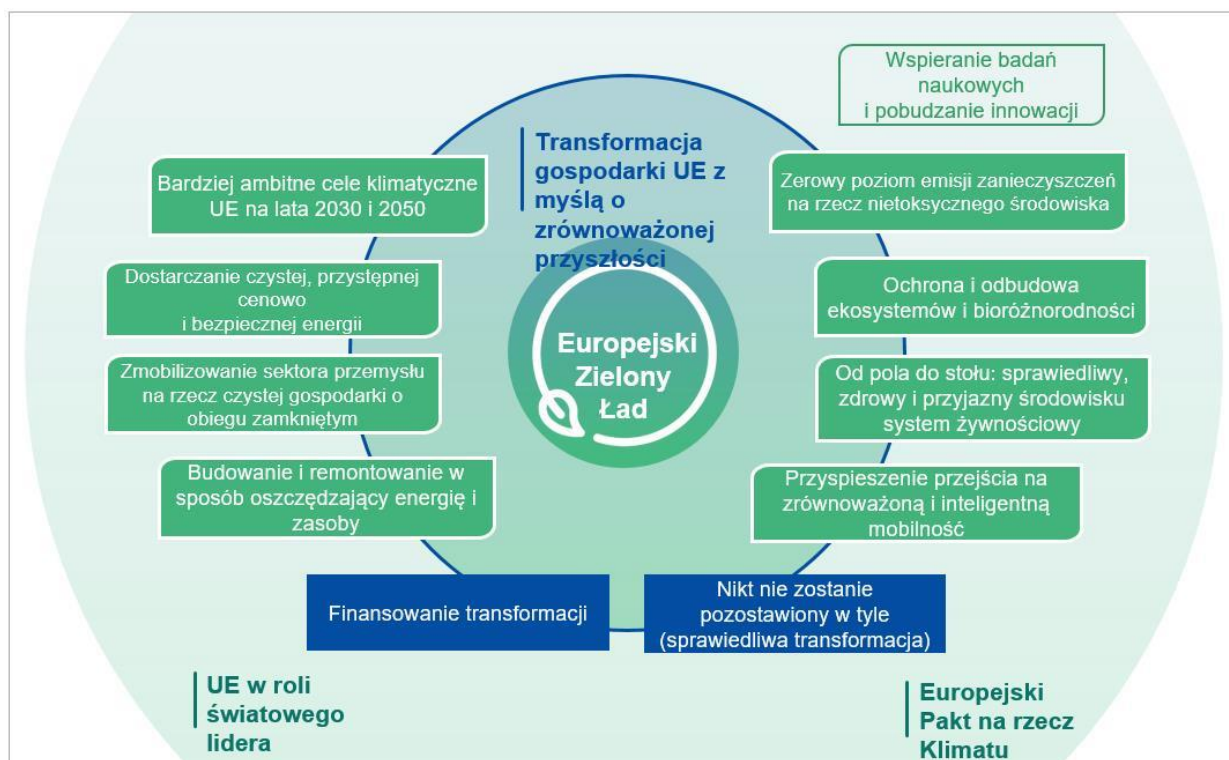 Wspieranie badań
naukowych
i pobudzanie innowacji
Transformacja
gospodarki UE z
myślą o
zrównoważonej
przyszłości
Bardziej ambitne cele klimatyczne
UE na lata 2030 i 2050
Zerowy poziom emisji zanieczyszczeń
na rzecz nietoksycznego środowiska
Dostarczanie czystej, przystępnej
cenowo
i bezpiecznej energii
Ochrona i odbudowa
ekosystemów i bioróżnorodności
Europejski
Zielony
Ład
Zmobilizowanie sektora przemysłu
na rzecz czystej gospodarki o
obiegu zamkniętym
Od pola do stołu: sprawiedliwy,
zdrowy i przyjazny środowisku
system żywnościowy
Budowanie i remontowanie w
sposób oszczędzający energię i
zasoby
Przyspieszenie przejścia na
zrównoważoną i inteligentną
mobilność
Finansowanie transformacji
Nikt nie zostanie
pozostawiony w tyle
(sprawiedliwa transformacja)
UE w roli
światowego
lidera
Europejski
Pakt na rzecz
Klimatu